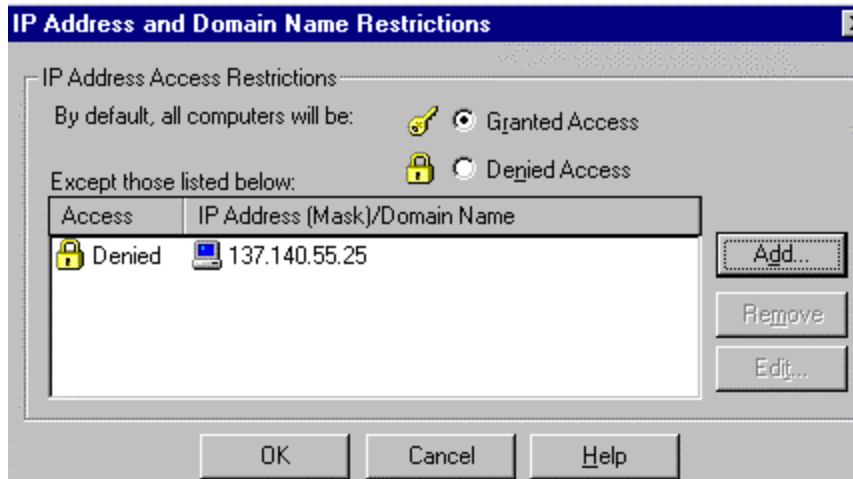 IP Address and Domain Name Restrictions
IP Address Access Restrictions
By default, all computers will be:
Granted Access
Denied Access
Except those listed below:
Access IP Address (Mask)/Domain Name
Denied 137.140.55.25
Add...
Remove
Edit...
OK Cancel Help